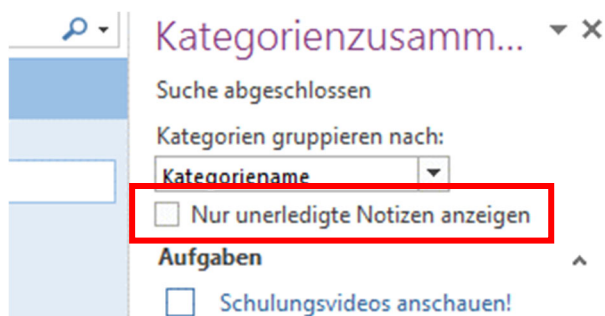 Kategorienzusamm...
Suche abgeschlossen
Kategorien gruppieren nach:
Kategoriename
Nur unerledigte Notizen anzeigen
Aufgaben
Schulungsvideos anschauen!